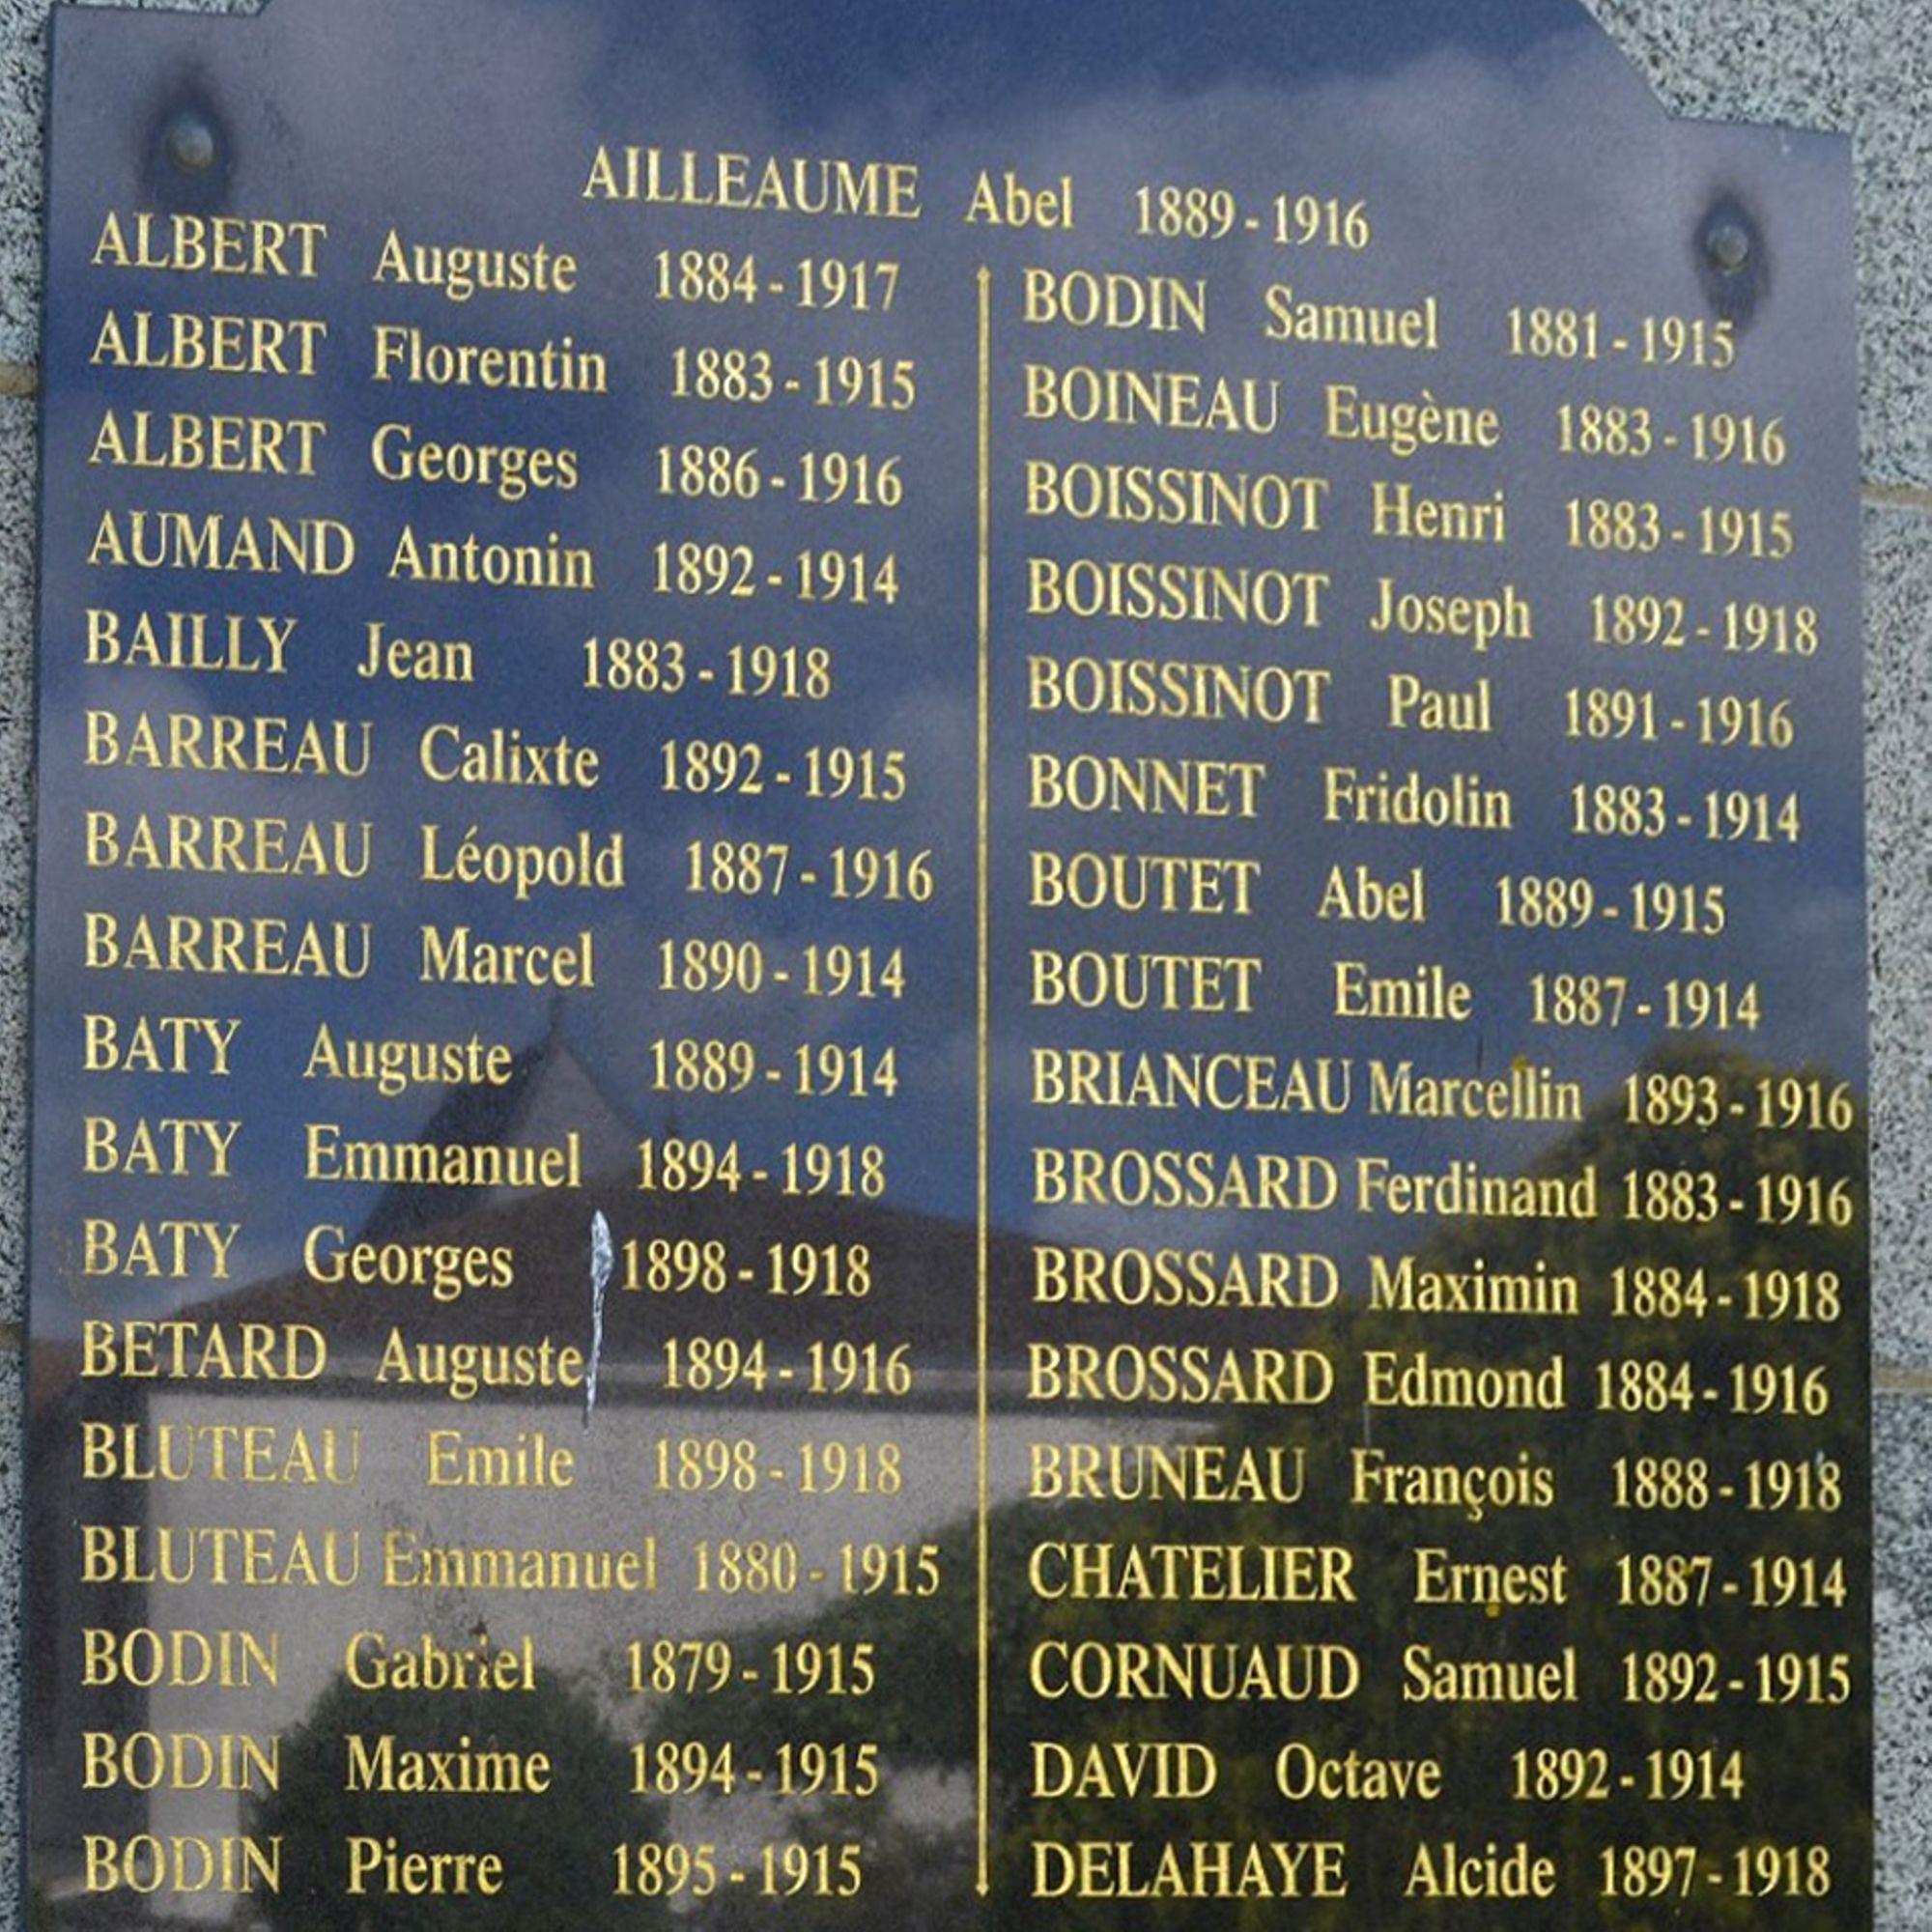 AILLEAUME Abel 1889-1916
ALBERT Auguste 1884-1917
ALBERT Florentin 1883-1915
ALBERT Georges 1886-1916
AUMAND Antonin 1892-1914
BAILLY Jean 1883-1918
BARREAU Calixte 1892-1915
BARREAU Léopold 1887-1916
BARREAU Marcel 1890-1914
BATY Auguste 1889-1914
BATY Emmanuel 1894-1918
BATY Georges 1898-1918
BETARD Auguste 1894-1916
BLUTEAU Emile 1898-1918
BLUTEAU Emmanuel 1880-1915
BODIN Gabriel 1879-1915
BODIN Maxime 1894-1915
BODIN Pierre 1895-1915
BODIN Samuel 1881-1915
BOINEAU Eugène 1883-1916
BOISSINOT Henri 1883-1915
BOISSINOT Joseph 1892-1918
BOISSINOT Paul 1891-1916
BONNET Fridolin 1883-1914
BOUTET Abel 1889-1915
BOUTET Emile 1887-1914
BRIANCEAU Marcellin 1893-1916
BROSSARD Ferdinand 1883-1916
BROSSARD Maximin 1884-1918
BROSSARD Edmond 1884-1916
BRUNEAU François 1888-1918
CHATELIER Ernest 1887-1914
CORNUAUD Samuel 1892-1915
DAVID Octave 1892-1914
DELAHAYE Alcide 1897-1918